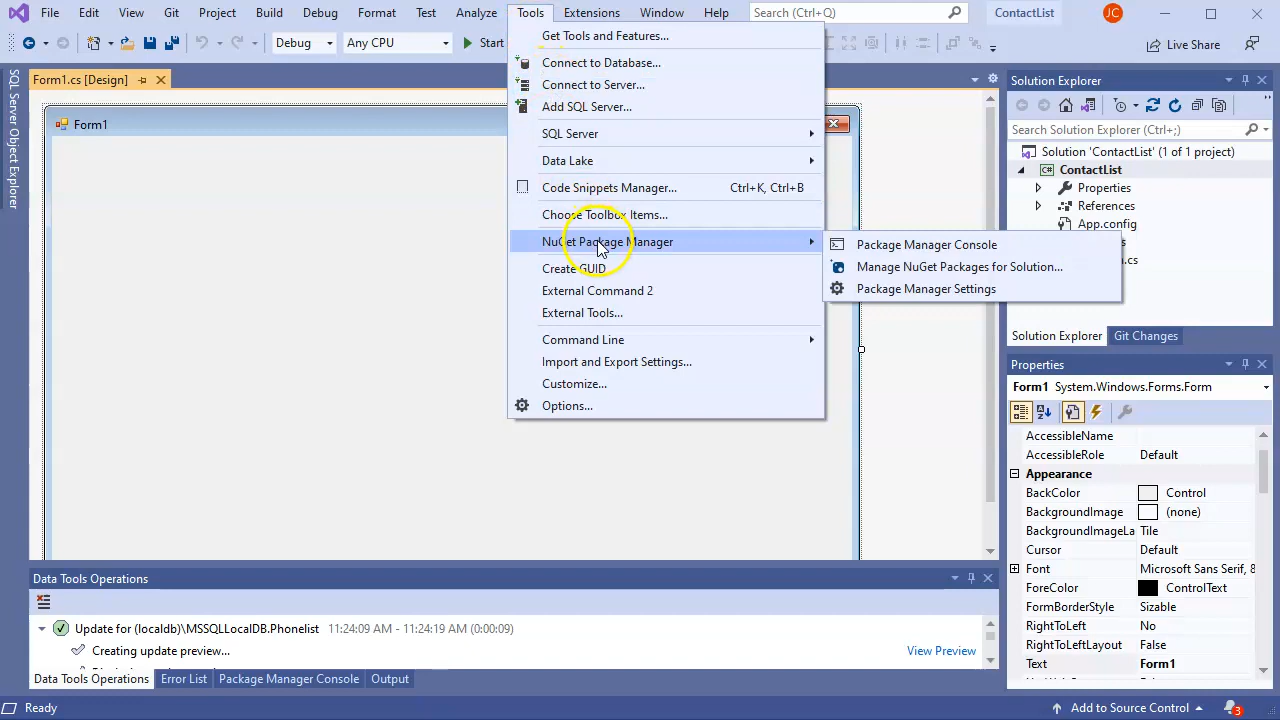 File Edit View Git Project Build Debug Format Test Analyze Tools Extensions Window Help Search (Ctrl+Q) ContactList JC
Debug Any CPU Start Live Share
Get Tools and Features...
Connect to Database...
Connect to Server...
Add SQL Server...
SQL Server
Data Lake
Code Snippets Manager... Ctrl+K, Ctrl+B
Choose Toolbox Items...
NuGet Package Manager
Create GUID
External Command 2
External Tools...
Command Line
Import and Export Settings...
Customize...
Options...
Package Manager Console
Manage NuGet Packages for Solution...
Package Manager Settings
SQL Server Object Explorer
Form1.cs [Design]
Form1
Solution Explorer
Search Solution Explorer (Ctrl+;)
Solution 'ContactList' (1 of 1 project)
ContactList
Properties
References
App.config
Solution Explorer Git Changes
Properties
Form1 System.Windows.Forms.Form
AccessibleName
AccessibleRole Default
Appearance
BackColor Control
BackgroundImage (none)
BackgroundImageLa Tile
Cursor Default
Font Microsoft Sans Serif, 8
ForeColor ControlText
FormBorderStyle Sizable
RightToLeft No
RightToLeftLayout False
Text Form1
Data Tools Operations
Update for (localdb)\MSSQLLocalDB.Phonelist 11:24:09 AM - 11:24:19 AM (0:00:09)
Creating update preview... View Preview
Data Tools Operations Error List Package Manager Console Output
Ready Add to Source Control 3